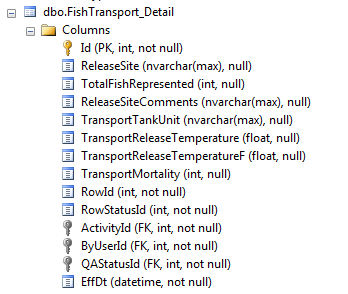 dbo.FishTransport_Detail
Columns
Id (PK, int, not null)
ReleaseSite (nvarchar(max), null)
TotalFishRepresented (int, null)
ReleaseSiteComments (nvarchar(max), null)
TransportTankUnit (nvarchar(max), null)
TransportReleaseTemperature (float, null)
TransportReleaseTemperatureF (float, null)
TransportMortality (int, null)
RowId (int, not null)
RowStatusId (int, not null)
ActivityId (FK, int, not null)
ByUserId (FK, int, not null)
QAStatusId (FK, int, not null)
EffDt (datetime, not null)